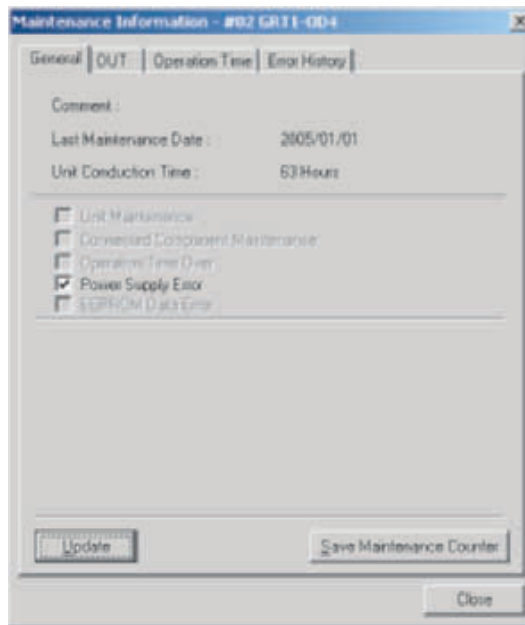 Maintenance Information - #02 GRT1-OD4
General OUT Operation Time Error History
Comment :
Last Maintenance Date : 2005/01/01
Unit Conduction Time : 63 Hours
Unit Maintenance
Connected Component Maintenance
Operation Time Over
Power Supply Error
EEPROM Data Error
Update Save Maintenance Counter
Close